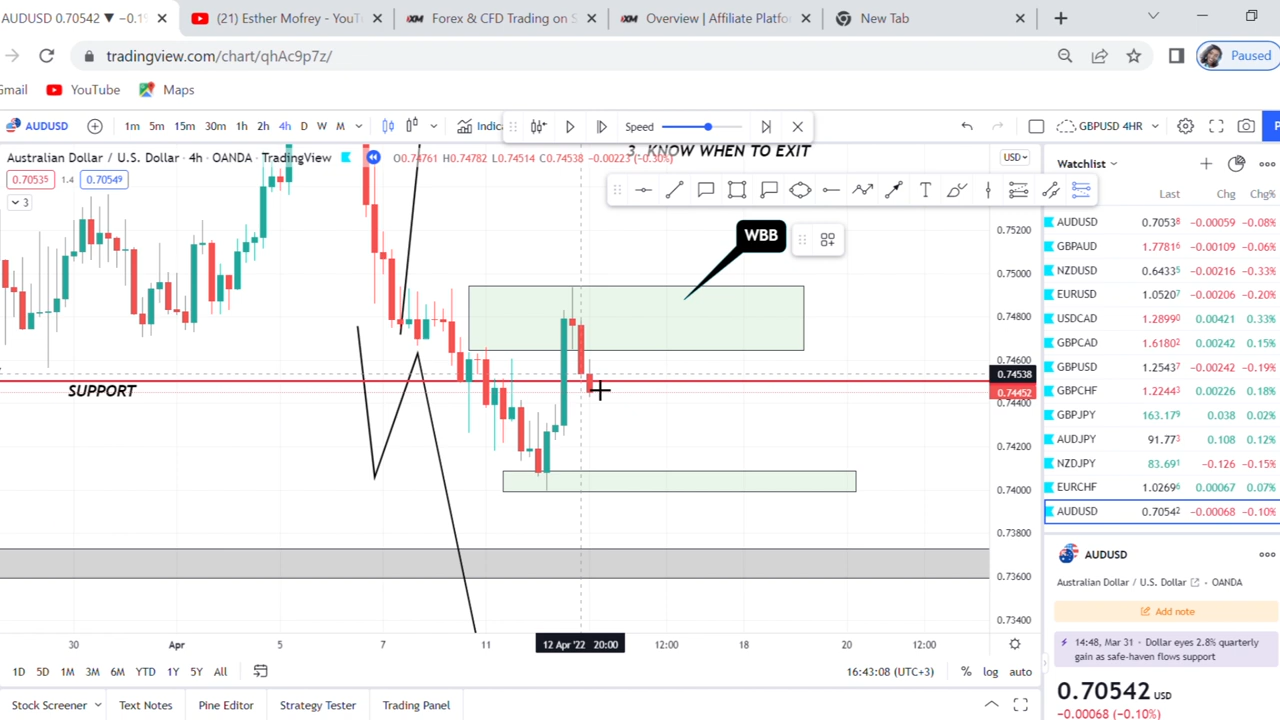 AUDUSD 0.70542 ▼ −0.1
(21) Esther Mofrey - YouT
Forex & CFD Trading on S
Overview | Affiliate Platfo
New Tab
tradingview.com/chart/qhAc9p7z/
Paused
Gmail
YouTube
Maps
AUDUSD
1m 5m 15m 30m 1h 2h 4h D W M
Indic
Speed
GBPUSD 4HR
P
Australian Dollar / U.S. Dollar · 4h · OANDA · TradingView
O0.74761 H0.74782 L0.74514 C0.74538 −0.00223 (−0.30%)
3. KNOW WHEN TO EXIT
USD
0.70535 1.4 0.70549
3
WBB
SUPPORT
0.75200
0.75000
0.74800
0.74600
0.74538
0.74452
0.74400
0.74200
0.74000
0.73800
0.73600
0.73400
30 Apr 5 7 11 12 Apr '22 20:00 12:00 18 20 12:00
1D 5D 1M 3M 6M YTD 1Y 5Y All
16:43:08 (UTC+3) % log auto
Stock Screener Text Notes Pine Editor Strategy Tester Trading Panel
Watchlist
Last Chg Chg%
AUDUSD 0.70538 −0.00059 −0.08%
GBPAUD 1.77816 −0.00109 −0.06%
NZDUSD 0.64335 −0.00216 −0.33%
EURUSD 1.05207 −0.00206 −0.20%
USDCAD 1.28990 0.00421 0.33%
GBPCAD 1.61802 0.00242 0.15%
GBPUSD 1.25437 −0.00242 −0.19%
GBPCHF 1.22443 0.00226 0.18%
GBPJPY 163.179 0.038 0.02%
AUDJPY 91.773 0.108 0.12%
NZDJPY 83.691 −0.126 −0.15%
EURCHF 1.02696 0.00067 0.07%
AUDUSD 0.70542 −0.00068 −0.10%
AUDUSD
Australian Dollar / U.S. Dollar · OANDA
Add note
14:48, Mar 31 · Dollar eyes 2.8% quarterly
gain as safe-haven flows support
0.70542 USD
−0.00068 (−0.10%)